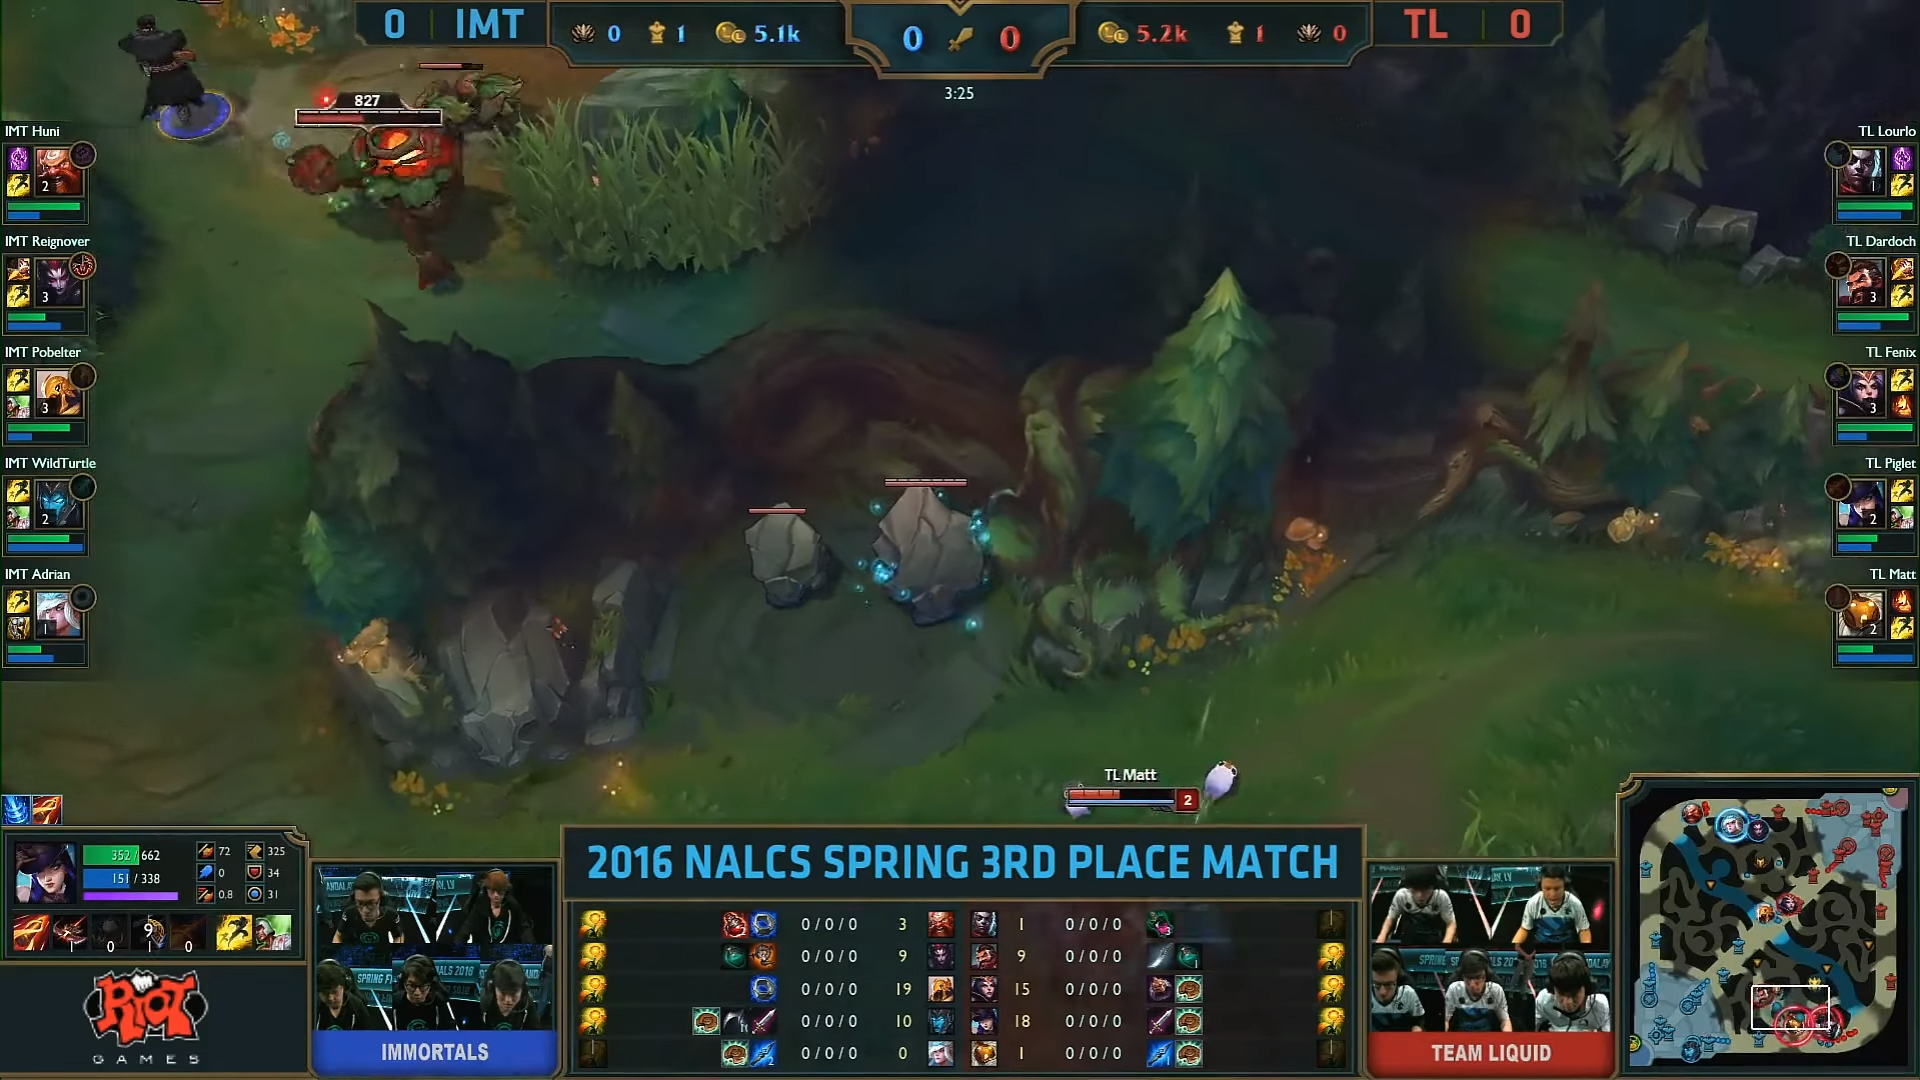 0 IMT 0 1 5.1k 0 0 5.2k 1 0 TL 0
3:25
827
IMT Huni
2
IMT Reignover
3
IMT Pobelter
3
IMT WildTurtle
2
IMT Adrian
1
TL Lourlo
1
TL Dardoch
3
TL Fenix
3
TL Piglet
2
TL Matt
2
TL Matt
2
352 / 662
151 / 338
72 325
0 34
0.8 31
1 0 9 1 0
RIOT
GAMES
IMMORTALS
2016 NALCS SPRING 3RD PLACE MATCH
0/0/0 3 1 0/0/0
0/0/0 9 9 0/0/0
0/0/0 19 15 0/0/0
0/0/0 10 18 0/0/0
0/0/0 0 1 0/0/0
TEAM LIQUID